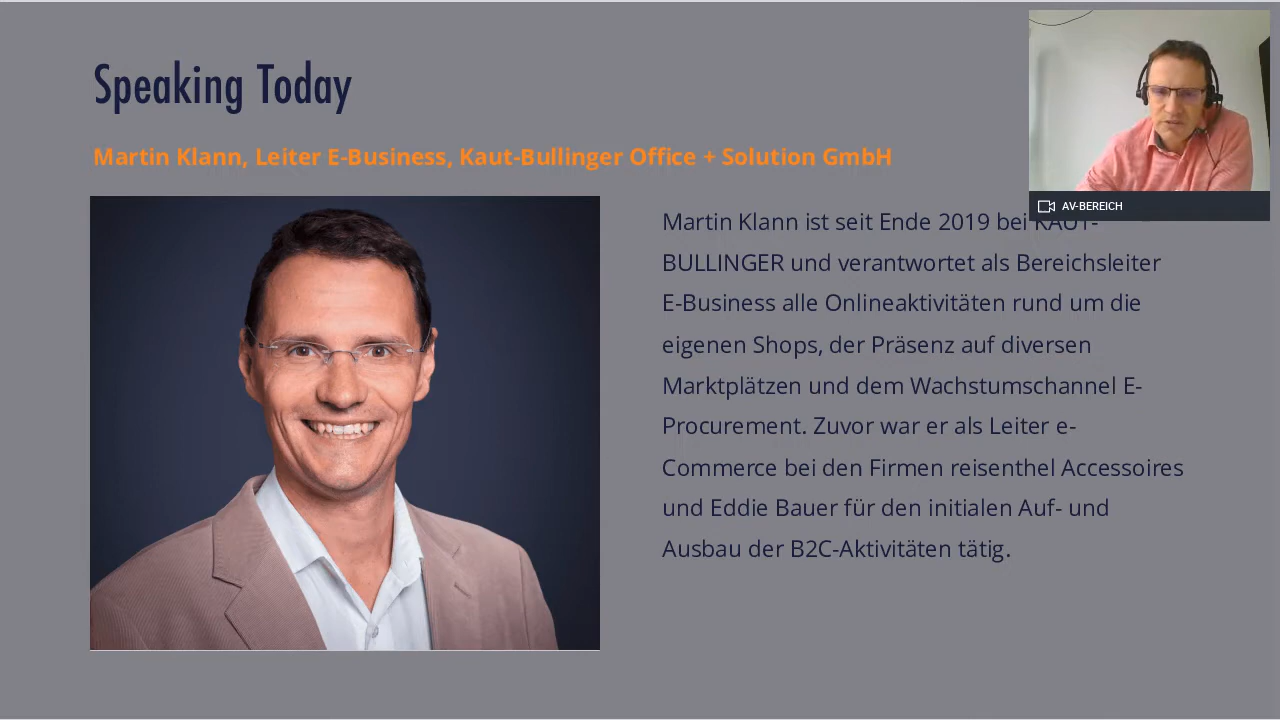 Speaking Today
Martin Klann, Leiter E-Business, Kaut-Bullinger Office + Solution GmbH
AV-BEREICH
Martin Klann ist seit Ende 2019 bei KAUT-
BULLINGER und verantwortet als Bereichsleiter
E-Business alle Onlineaktivitäten rund um die
eigenen Shops, der Präsenz auf diversen
Marktplätzen und dem Wachstumschannel E-
Procurement. Zuvor war er als Leiter e-
Commerce bei den Firmen reisenthel Accessoires
und Eddie Bauer für den initialen Auf- und
Ausbau der B2C-Aktivitäten tätig.